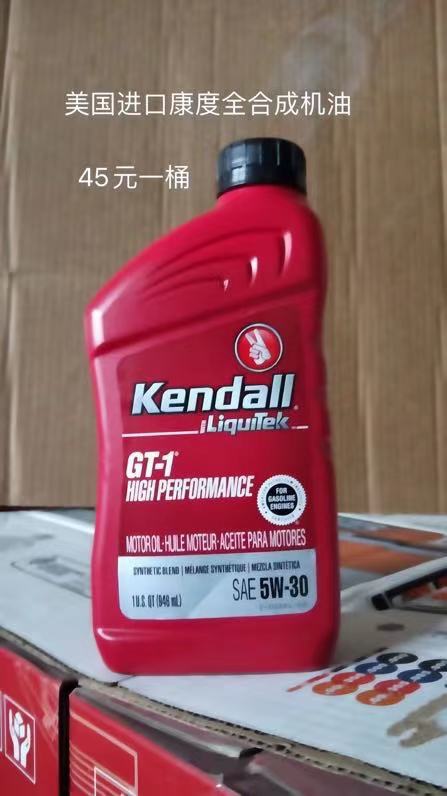 美国进口康度全合成机油
45元一桶
Kendall
LiquiTek
GT-1®
HIGH PERFORMANCE
FOR
GASOLINE
ENGINES
MOTOR OIL·HUILE MOTEUR·ACEITE PARA MOTORES
SYNTHETIC BLEND | MÉLANGE SYNTHÉTIQUE | MEZCLA SINTÉTICA
1 U.S. QT (946 mL)
SAE 5W-30